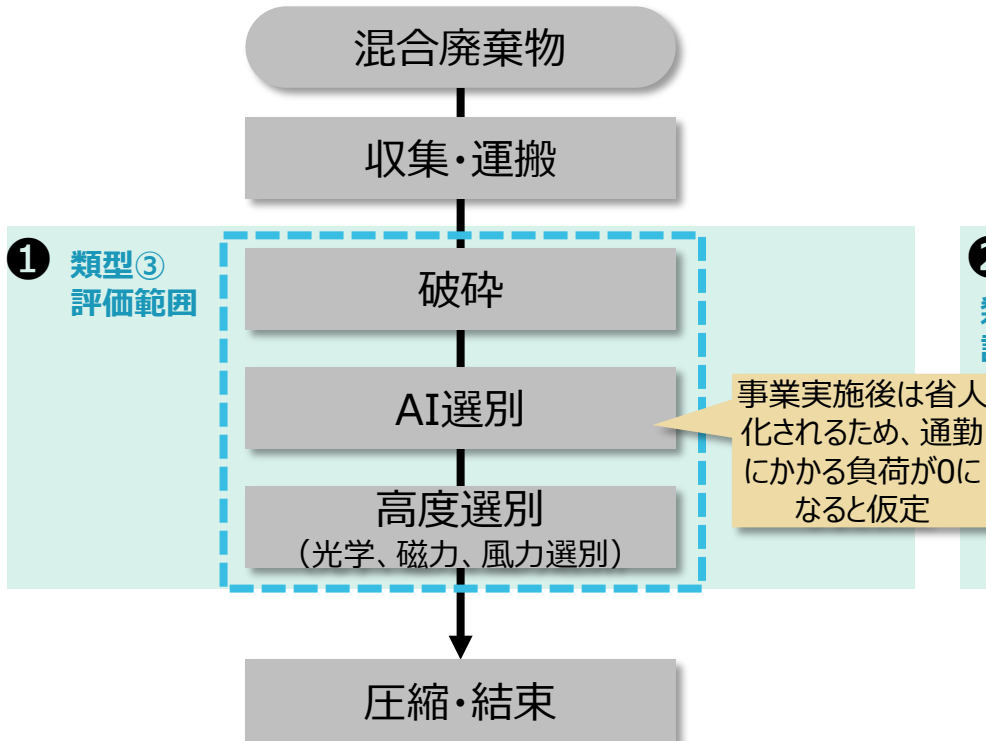 混合廃棄物
収集・運搬
❶ 類型③
評価範囲
破砕
AI選別
事業実施後は省人
化されるため、通勤
にかかる負荷が0に
なると仮定
高度選別
（光学、磁力、風力選別）
圧縮・結束